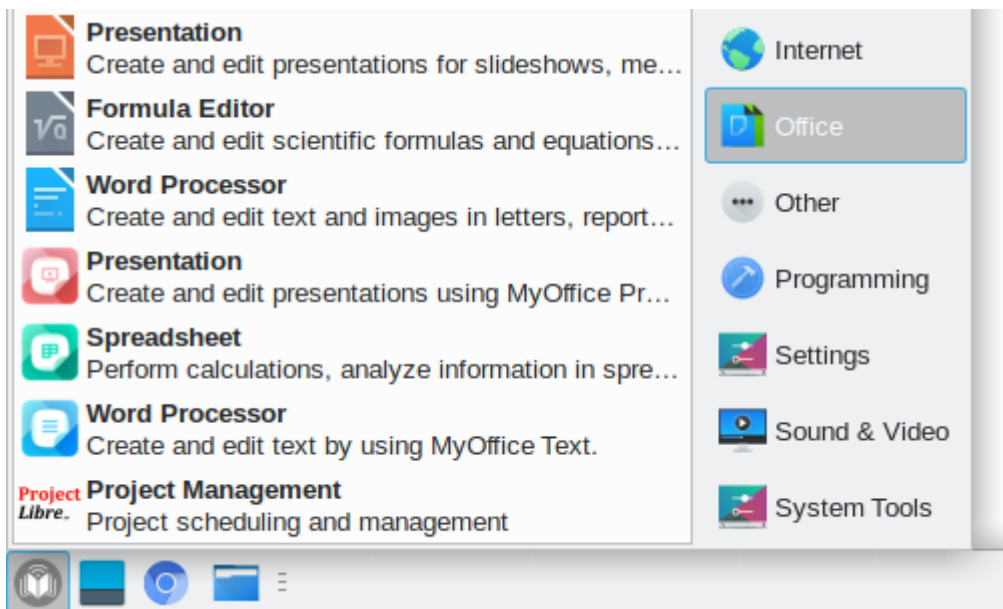 Presentation
Create and edit presentations for slideshows, me...
Formula Editor
Create and edit scientific formulas and equations...
Word Processor
Create and edit text and images in letters, report...
Presentation
Create and edit presentations using MyOffice Pr...
Spreadsheet
Perform calculations, analyze information in spre...
Word Processor
Create and edit text by using MyOffice Text.
Project
Libre
Project Management
Project scheduling and management
Internet
Office
Other
Programming
Settings
Sound & Video
System Tools